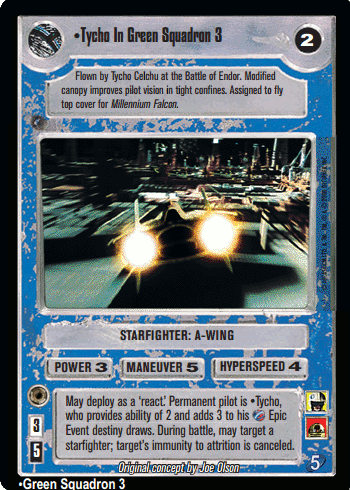 •Tycho In Green Squadron 3
2
Flown by Tycho Celchu at the Battle of Endor. Modified
canopy improves pilot vision in tight confines. Assigned to fly
top cover for Millennium Falcon.
STARFIGHTER: A-WING
POWER 3 MANEUVER 5 HYPERSPEED 4
May deploy as a 'react.' Permanent pilot is •Tycho,
who provides ability of 2 and adds 3 to his Epic
Event destiny draws. During battle, may target a
starfighter; target's immunity to attrition is canceled.
3
5
5
Original concept by Joe Olson
•Green Squadron 3